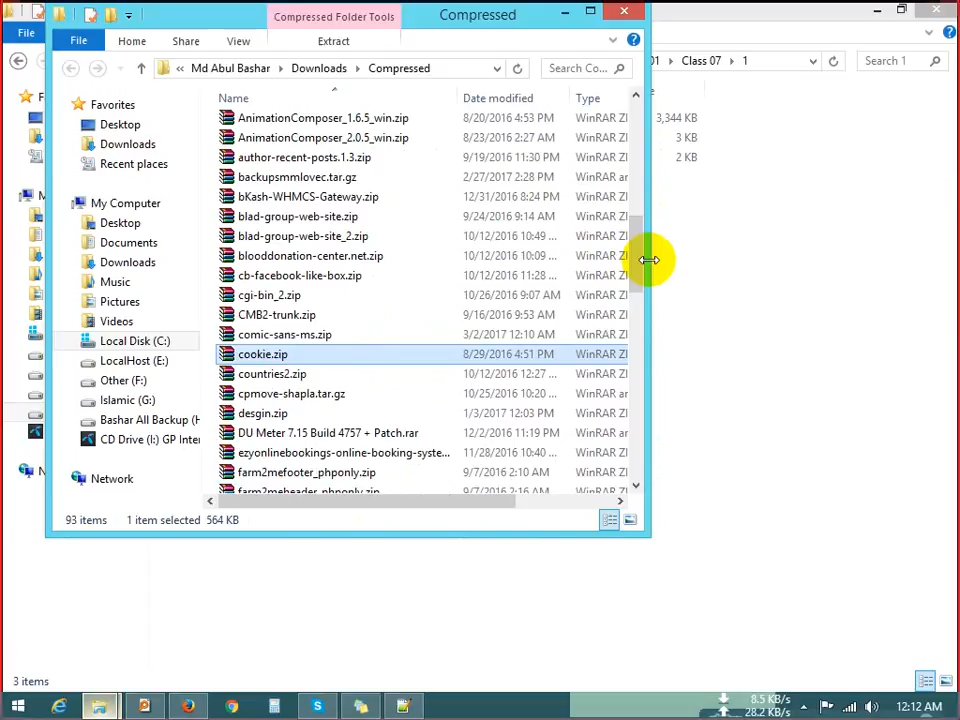 Compressed Folder Tools
Compressed
File
Home
Share
View
Extract
Md Abul Bashar
Downloads
Compressed
Search Co...
Favorites
Desktop
Downloads
Recent places
My Computer
Desktop
Documents
Downloads
Music
Pictures
Videos
Local Disk (C:)
LocalHost (E:)
Other (F:)
Islamic (G:)
Bashar All Backup (H
CD Drive (I:) GP Inter
Network
Name Date modified Type
AnimationComposer_1.6.5_win.zip 8/20/2016 4:53 PM WinRAR ZI
AnimationComposer_2.0.5_win.zip 8/23/2016 2:27 AM WinRAR ZI
author-recent-posts.1.3.zip 9/19/2016 11:30 PM WinRAR ZI
backupsmmlovec.tar.gz 2/27/2017 2:28 PM WinRAR ar
bKash-WHMCS-Gateway.zip 12/31/2016 8:24 PM WinRAR ZI
blad-group-web-site.zip 9/24/2016 9:14 AM WinRAR ZI
blad-group-web-site_2.zip 10/12/2016 10:49 ... WinRAR ZI
blooddonation-center.net.zip 10/12/2016 10:09 ... WinRAR ZI
cb-facebook-like-box.zip 10/12/2016 11:28 ... WinRAR ZI
cgi-bin_2.zip 10/26/2016 9:07 AM WinRAR ZI
CMB2-trunk.zip 9/16/2016 9:53 AM WinRAR ZI
comic-sans-ms.zip 3/2/2017 12:10 AM WinRAR ZI
cookie.zip 8/29/2016 4:51 PM WinRAR ZI
countries2.zip 10/12/2016 12:27 ... WinRAR ZI
cpmove-shapla.tar.gz 10/25/2016 10:20 ... WinRAR ar
desgin.zip 1/3/2017 12:03 PM WinRAR ZI
DU Meter 7.15 Build 4757 + Patch.rar 12/2/2016 11:19 PM WinRAR ar
ezyonlinebookings-online-booking-syste... 11/28/2016 10:40 ... WinRAR ZI
farm2mefooter_phponly.zip 9/7/2016 2:10 AM WinRAR ZI
farm2meheader_phponly.zip 9/7/2016 2:16 AM WinRAR ZI
93 items 1 item selected 564 KB
File
01
Class 07
1
Search 1
3,344 KB
3 KB
2 KB
3 items
8.5 KB/s
28.2 KB/s
12:12 AM